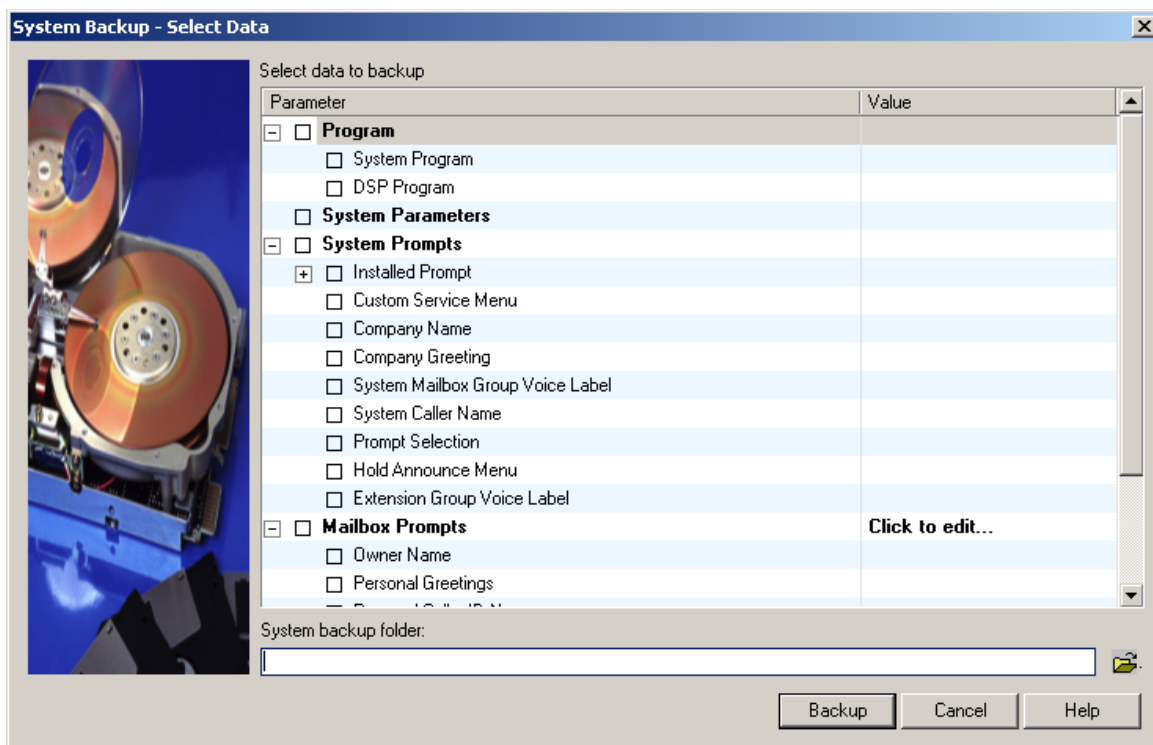 System Backup - Select Data
Select data to backup
Parameter Value
Program
System Program
DSP Program
System Parameters
System Prompts
Installed Prompt
Custom Service Menu
Company Name
Company Greeting
System Mailbox Group Voice Label
System Caller Name
Prompt Selection
Hold Announce Menu
Extension Group Voice Label
Mailbox Prompts Click to edit...
Owner Name
Personal Greetings
System backup folder:
Backup Cancel Help